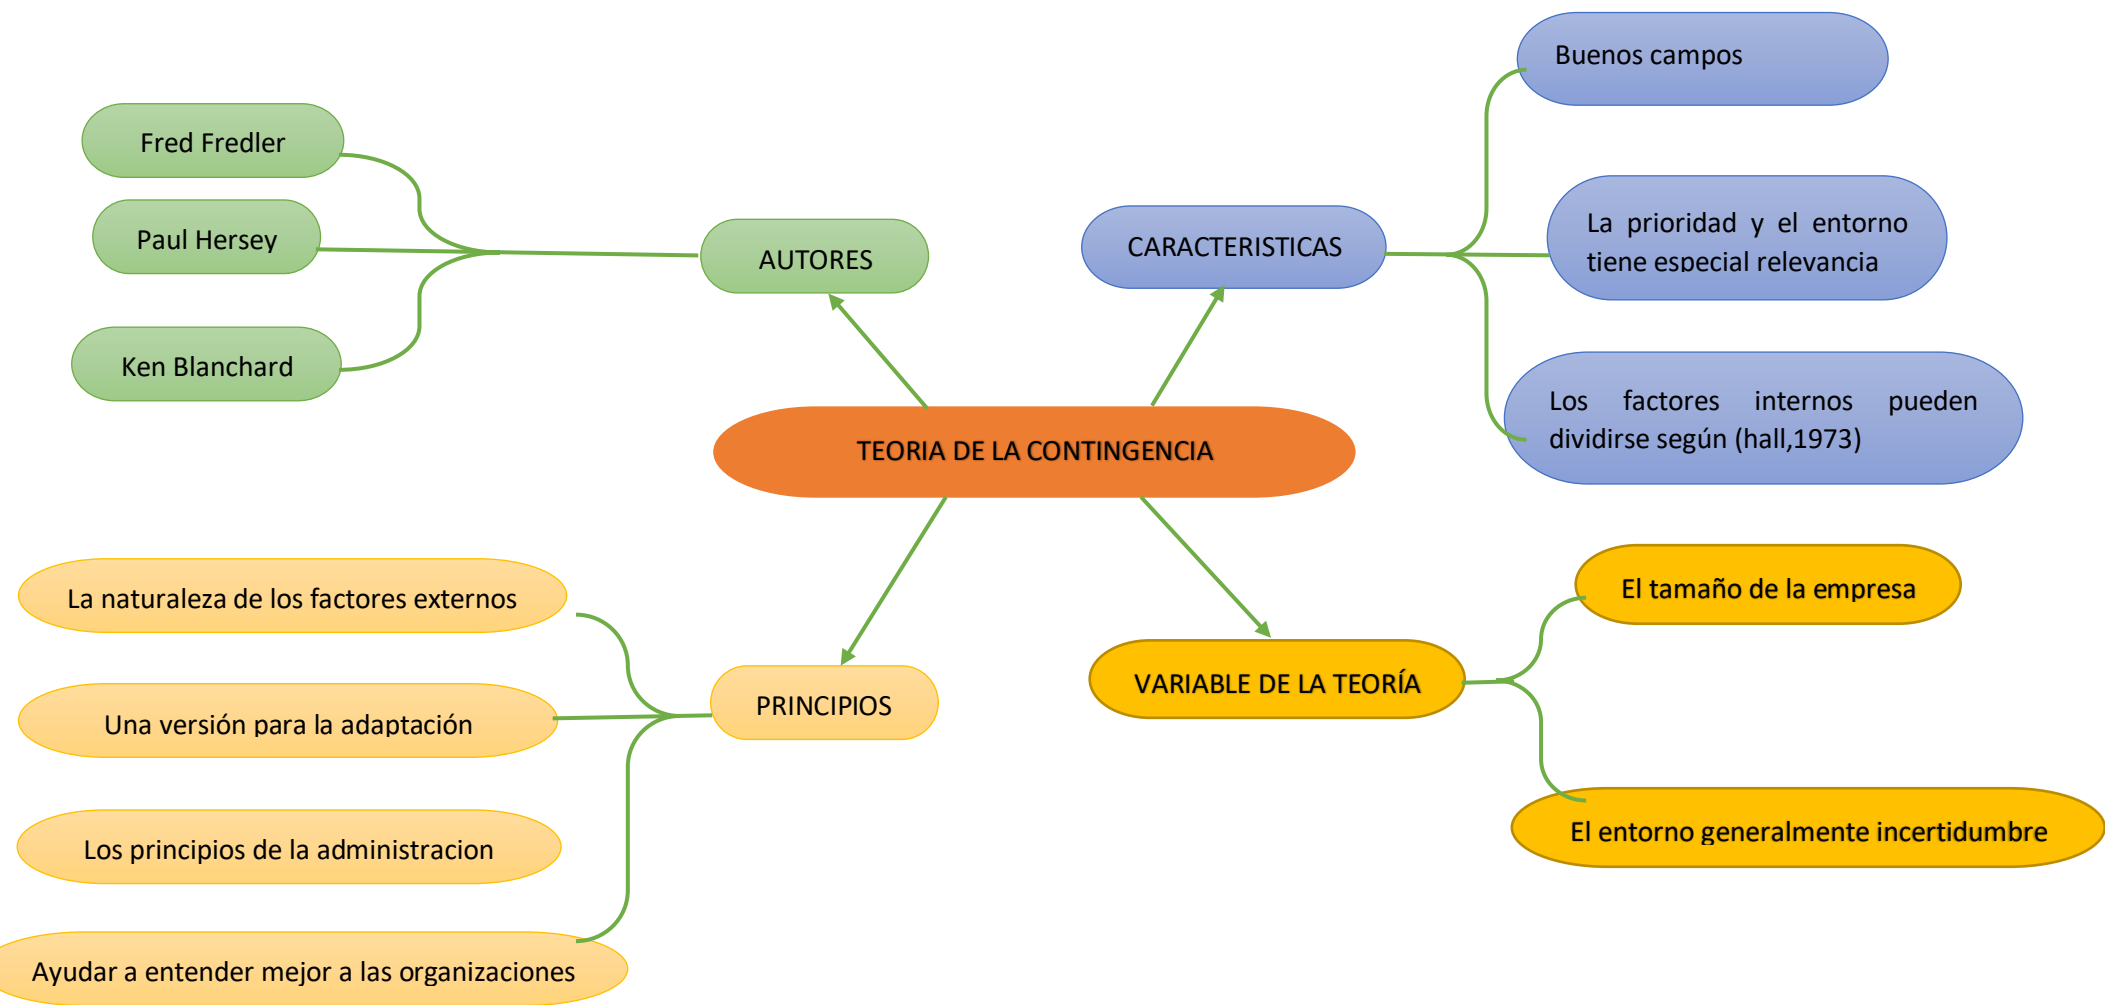 Buenos campos
Fred Fredler
Paul Hersey
Ken Blanchard
AUTORES
CARACTERISTICAS
La prioridad y el entorno
tiene especial relevancia
Los factores internos pueden
dividirse según (hall,1973)
TEORIA DE LA CONTINGENCIA
La naturaleza de los factores externos
Una versión para la adaptación
Los principios de la administracion
Ayudar a entender mejor a las organizaciones
PRINCIPIOS
VARIABLE DE LA TEORÍA
El tamaño de la empresa
El entorno generalmente incertidumbre